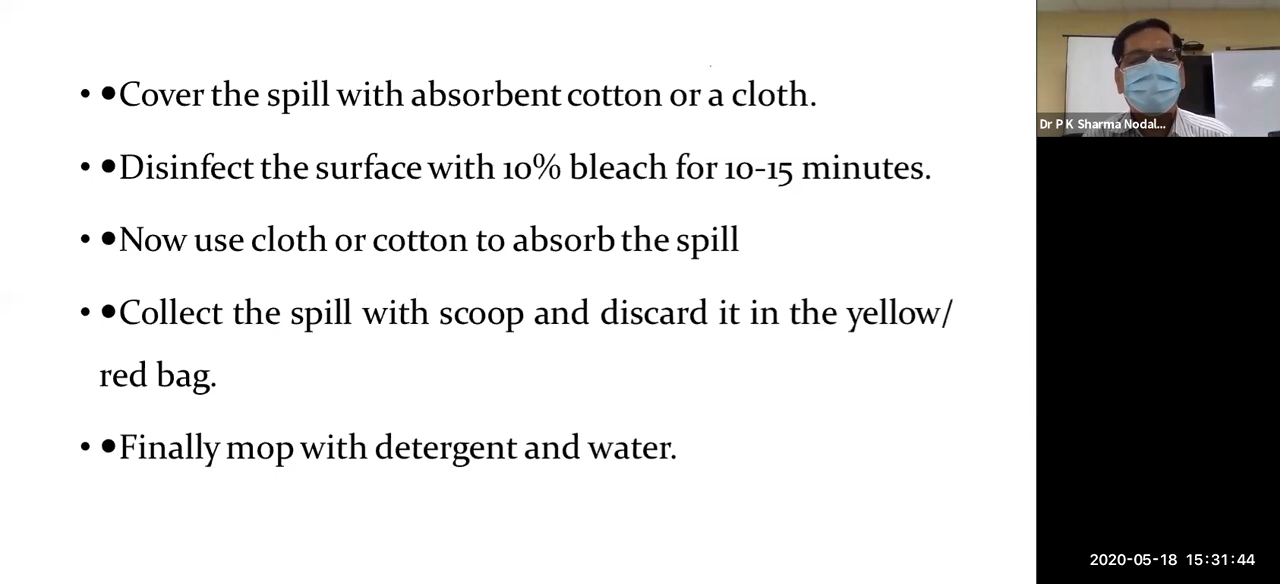 • •Cover the spill with absorbent cotton or a cloth.
• •Disinfect the surface with 10% bleach for 10-15 minutes.
• •Now use cloth or cotton to absorb the spill
• •Collect the spill with scoop and discard it in the yellow/
red bag.
• •Finally mop with detergent and water.
Dr P K Sharma Nodal...
2020-05-18 15:31:44